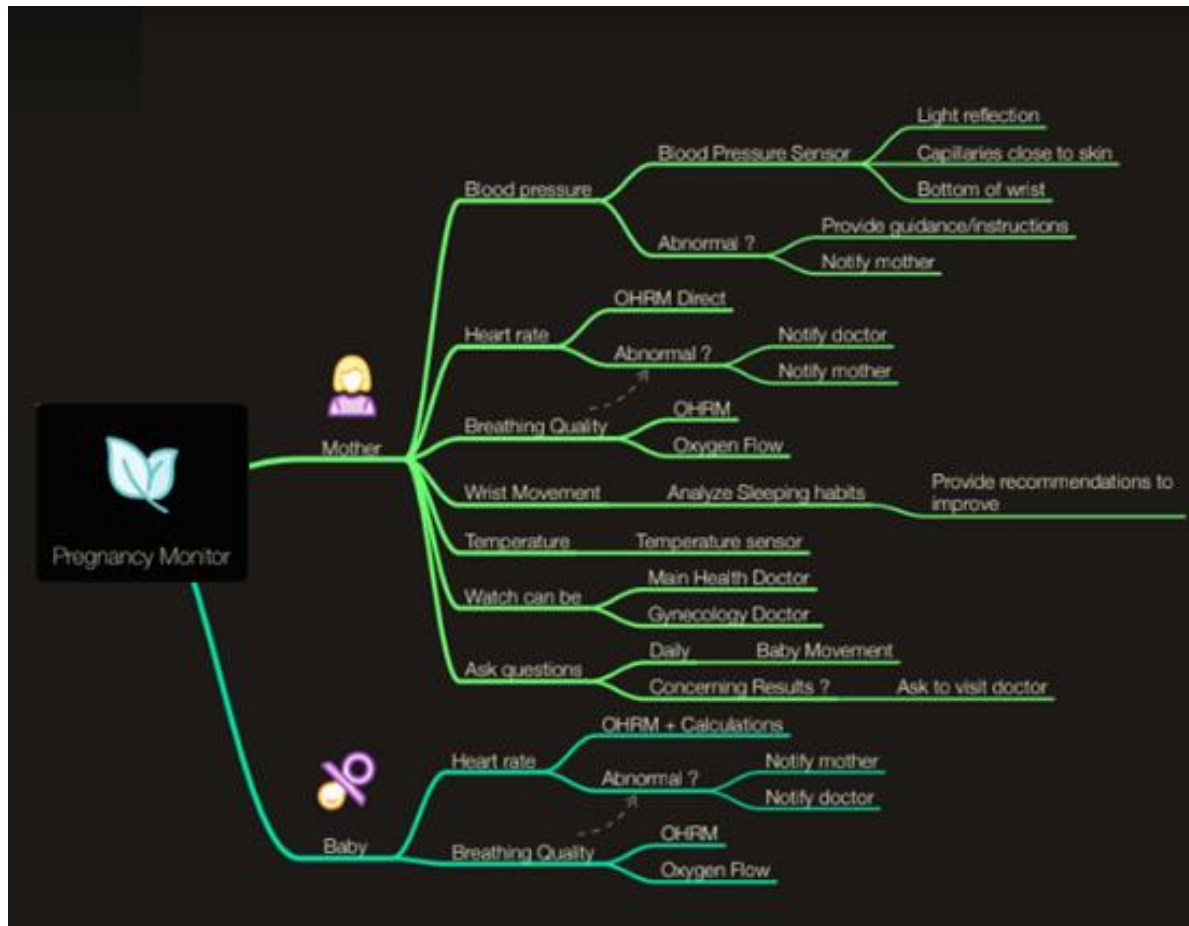 Pregnancy Monitor
Mother
Blood pressure
Blood Pressure Sensor
Light reflection
Capillaries close to skin
Bottom of wrist
Abnormal ?
Provide guidance/instructions
Notify mother
Heart rate
OHRM Direct
Abnormal ?
Notify doctor
Notify mother
Breathing Quality
OHRM
Oxygen Flow
Wrist Movement
Analyze Sleeping habits
Provide recommendations to
improve
Temperature
Temperature sensor
Watch can be
Main Health Doctor
Gynecology Doctor
Ask questions
Daily
Baby Movement
Concerning Results ?
Ask to visit doctor
Baby
Heart rate
OHRM + Calculations
Abnormal ?
Notify mother
Notify doctor
Breathing Quality
OHRM
Oxygen Flow